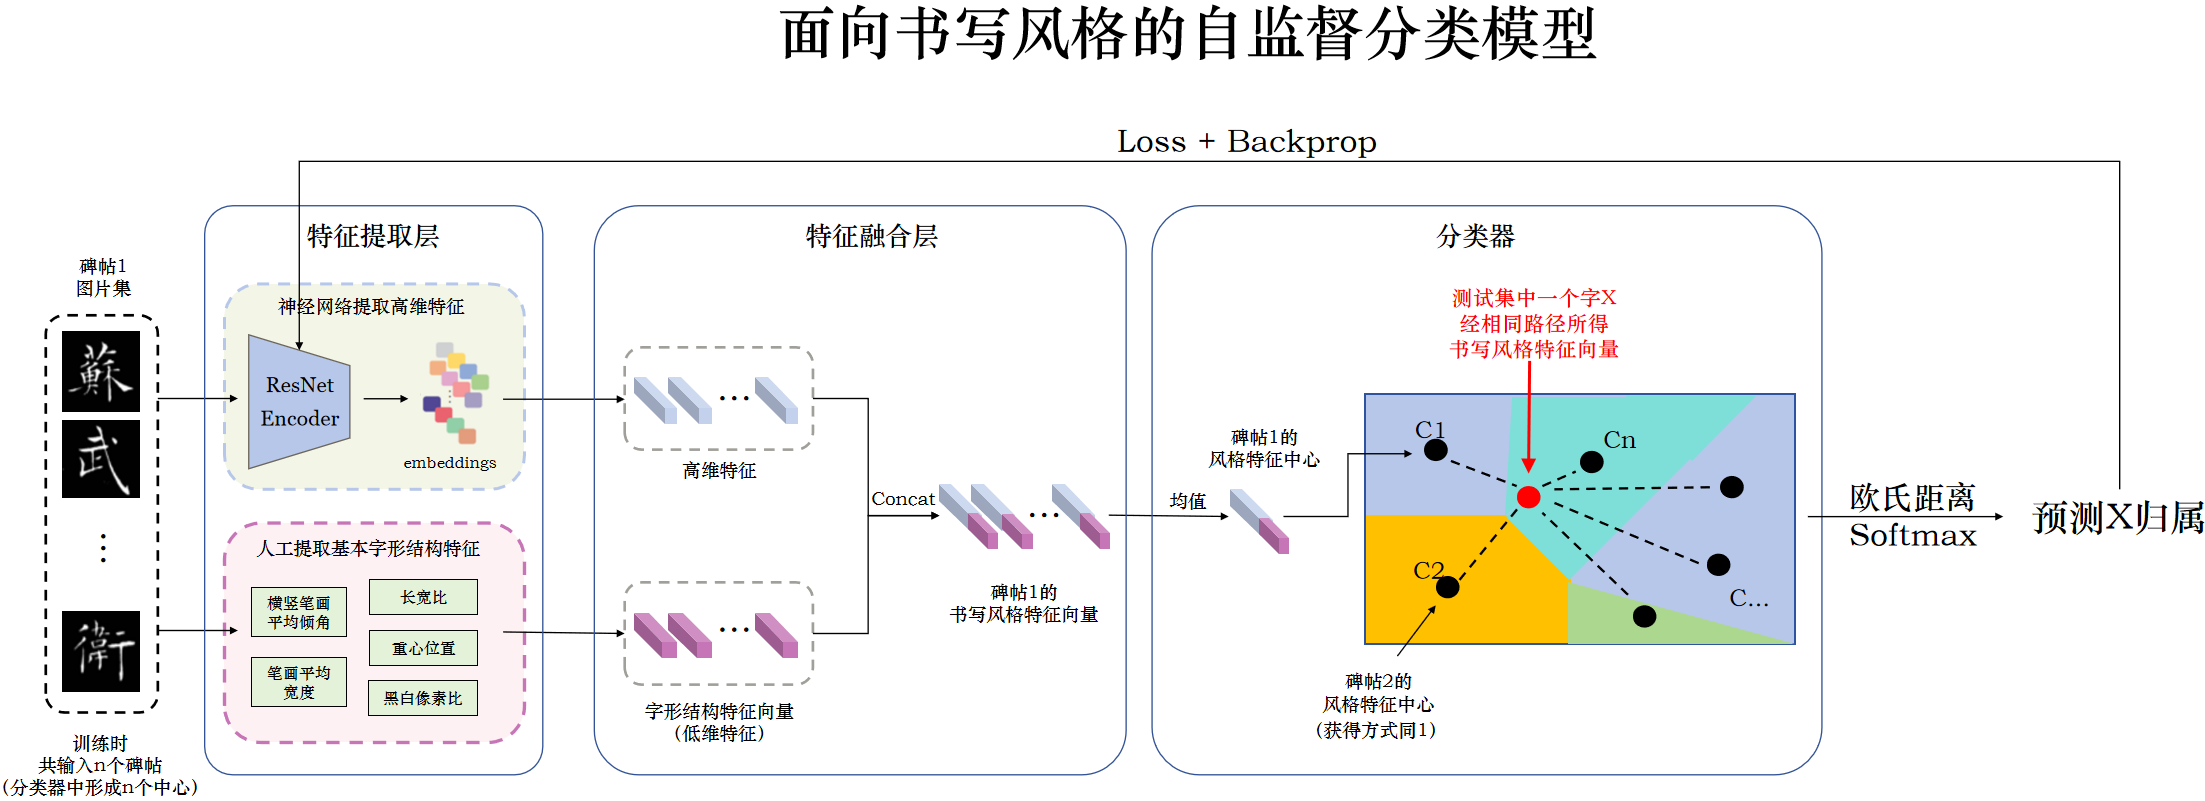 面向书写风格的自监督分类模型
Loss + Backprop
碑帖1
图片集
蘇
武
⋮
衛
训练时
共输入n个碑帖
(分类器中形成n个中心)
特征提取层
神经网络提取高维特征
ResNet
Encoder
embeddings
人工提取基本字形结构特征
横竖笔画
平均倾角
长宽比
重心位置
笔画平均
宽度
黑白像素比
特征融合层
...
高维特征
...
字形结构特征向量
(低维特征)
Concat
...
碑帖1的
书写风格特征向量
分类器
均值
碑帖1的
风格特征中心
测试集中一个字X
经相同路径所得
书写风格特征向量
C1
Cn
C2
C...
碑帖2的
风格特征中心
(获得方式同1)
欧氏距离
Softmax
预测X归属